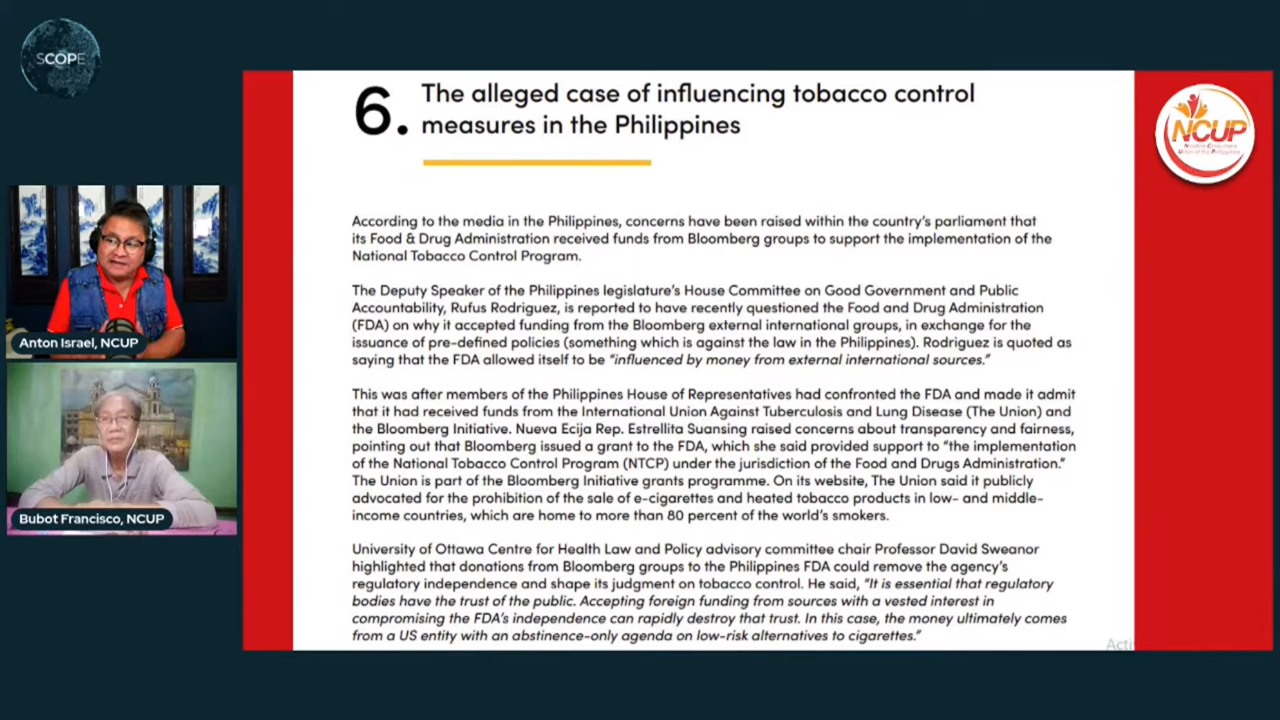 SCOPE
6.
The alleged case of influencing tobacco control
measures in the Philippines
NCUP
Nicotine Consumers
Union of the Philippines
According to the media in the Philippines, concerns have been raised within the country's parliament that
its Food & Drug Administration received funds from Bloomberg groups to support the implementation of the
National Tobacco Control Program.
The Deputy Speaker of the Philippines legislature's House Committee on Good Government and Public
Accountability, Rufus Rodriguez, is reported to have recently questioned the Food and Drug Administration
(FDA) on why it accepted funding from the Bloomberg external international groups, in exchange for the
issuance of pre-defined policies (something which is against the law in the Philippines). Rodriguez is quoted as
saying that the FDA allowed itself to be "influenced by money from external international sources."
This was after members of the Philippines House of Representatives had confronted the FDA and made it admit
that it had received funds from the International Union Against Tuberculosis and Lung Disease (The Union) and
the Bloomberg Initiative. Nueva Ecija Rep. Estrellita Suansing raised concerns about transparency and fairness,
pointing out that Bloomberg issued a grant to the FDA, which she said provided support to "the implementation
of the National Tobacco Control Program (NTCP) under the jurisdiction of the Food and Drugs Administration."
The Union is part of the Bloomberg Initiative grants programme. On its website, The Union said it publicly
advocated for the prohibition of the sale of e-cigarettes and heated tobacco products in low- and middle-
income countries, which are home to more than 80 percent of the world's smokers.
University of Ottawa Centre for Health Law and Policy advisory committee chair Professor David Sweanor
highlighted that donations from Bloomberg groups to the Philippines FDA could remove the agency's
regulatory independence and shape its judgment on tobacco control. He said, "It is essential that regulatory
bodies have the trust of the public. Accepting foreign funding from sources with a vested interest in
compromising the FDA's independence can rapidly destroy that trust. In this case, the money ultimately comes
from a US entity with an abstinence-only agenda on low-risk alternatives to cigarettes."
Acti
Anton Israel, NCUP
Bubot Francisco, NCUP